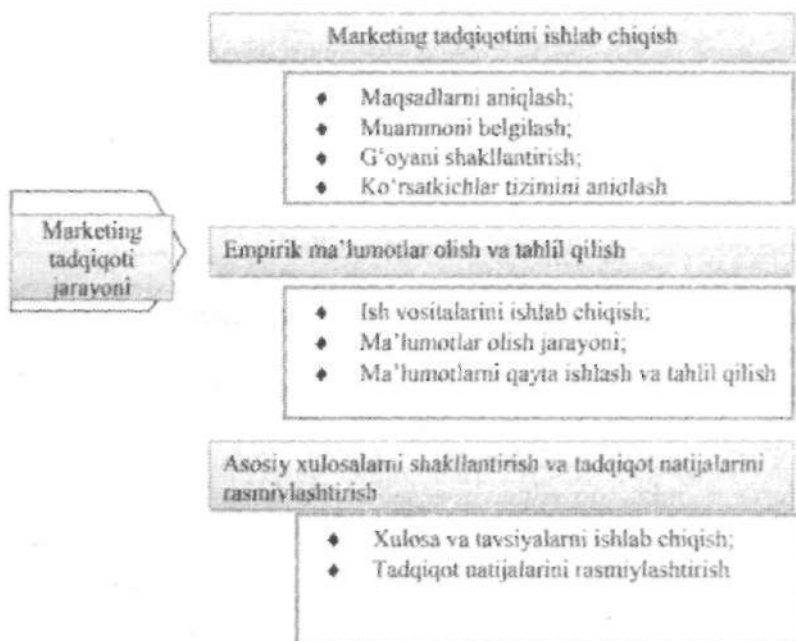 Marketing tadqiqotini ishlab chiqish
♦ Maqsadlarni aniqlash;
♦ Muammoni belgilash;
♦ G‘oyani shakllantirish;
♦ Ko‘rsatkichlar tizimini aniqlash
Marketing
tadqiqoti
jarayoni
Empirik ma’lumotlar olish va tahlil qilish
♦ Ish vositalarini ishlab chiqish;
♦ Ma’lumotlar olish jarayoni;
♦ Ma’lumotlarni qayta ishlash va tahlil qilish
Asosiy xulosalarni shakllantirish va tadqiqot natijalarini
rasmiylashtirish
♦ Xulosa va tavsiyalarni ishlab chiqish;
♦ Tadqiqot natijalarini rasmiylashtirish